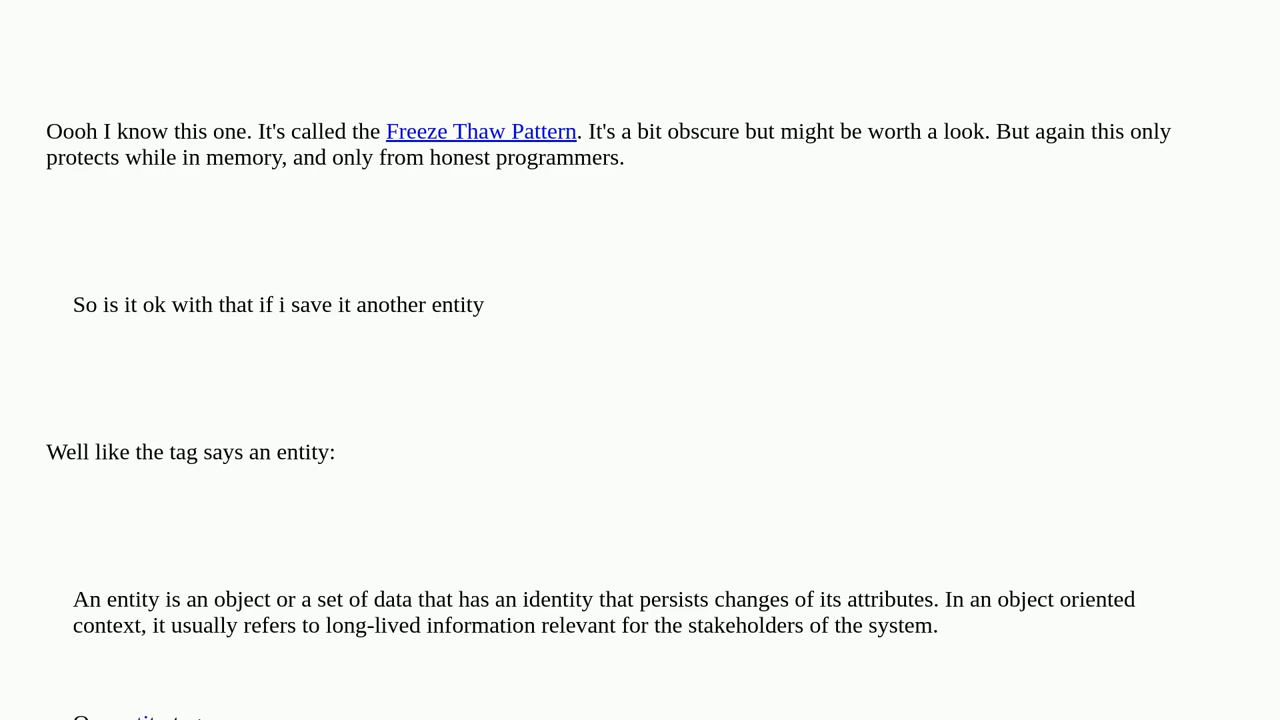 Oooh I know this one. It's called the Freeze Thaw Pattern. It's a bit obscure but might be worth a look. But again this only
protects while in memory, and only from honest programmers.
So is it ok with that if i save it another entity
Well like the tag says an entity:
An entity is an object or a set of data that has an identity that persists changes of its attributes. In an object oriented
context, it usually refers to long-lived information relevant for the stakeholders of the system.